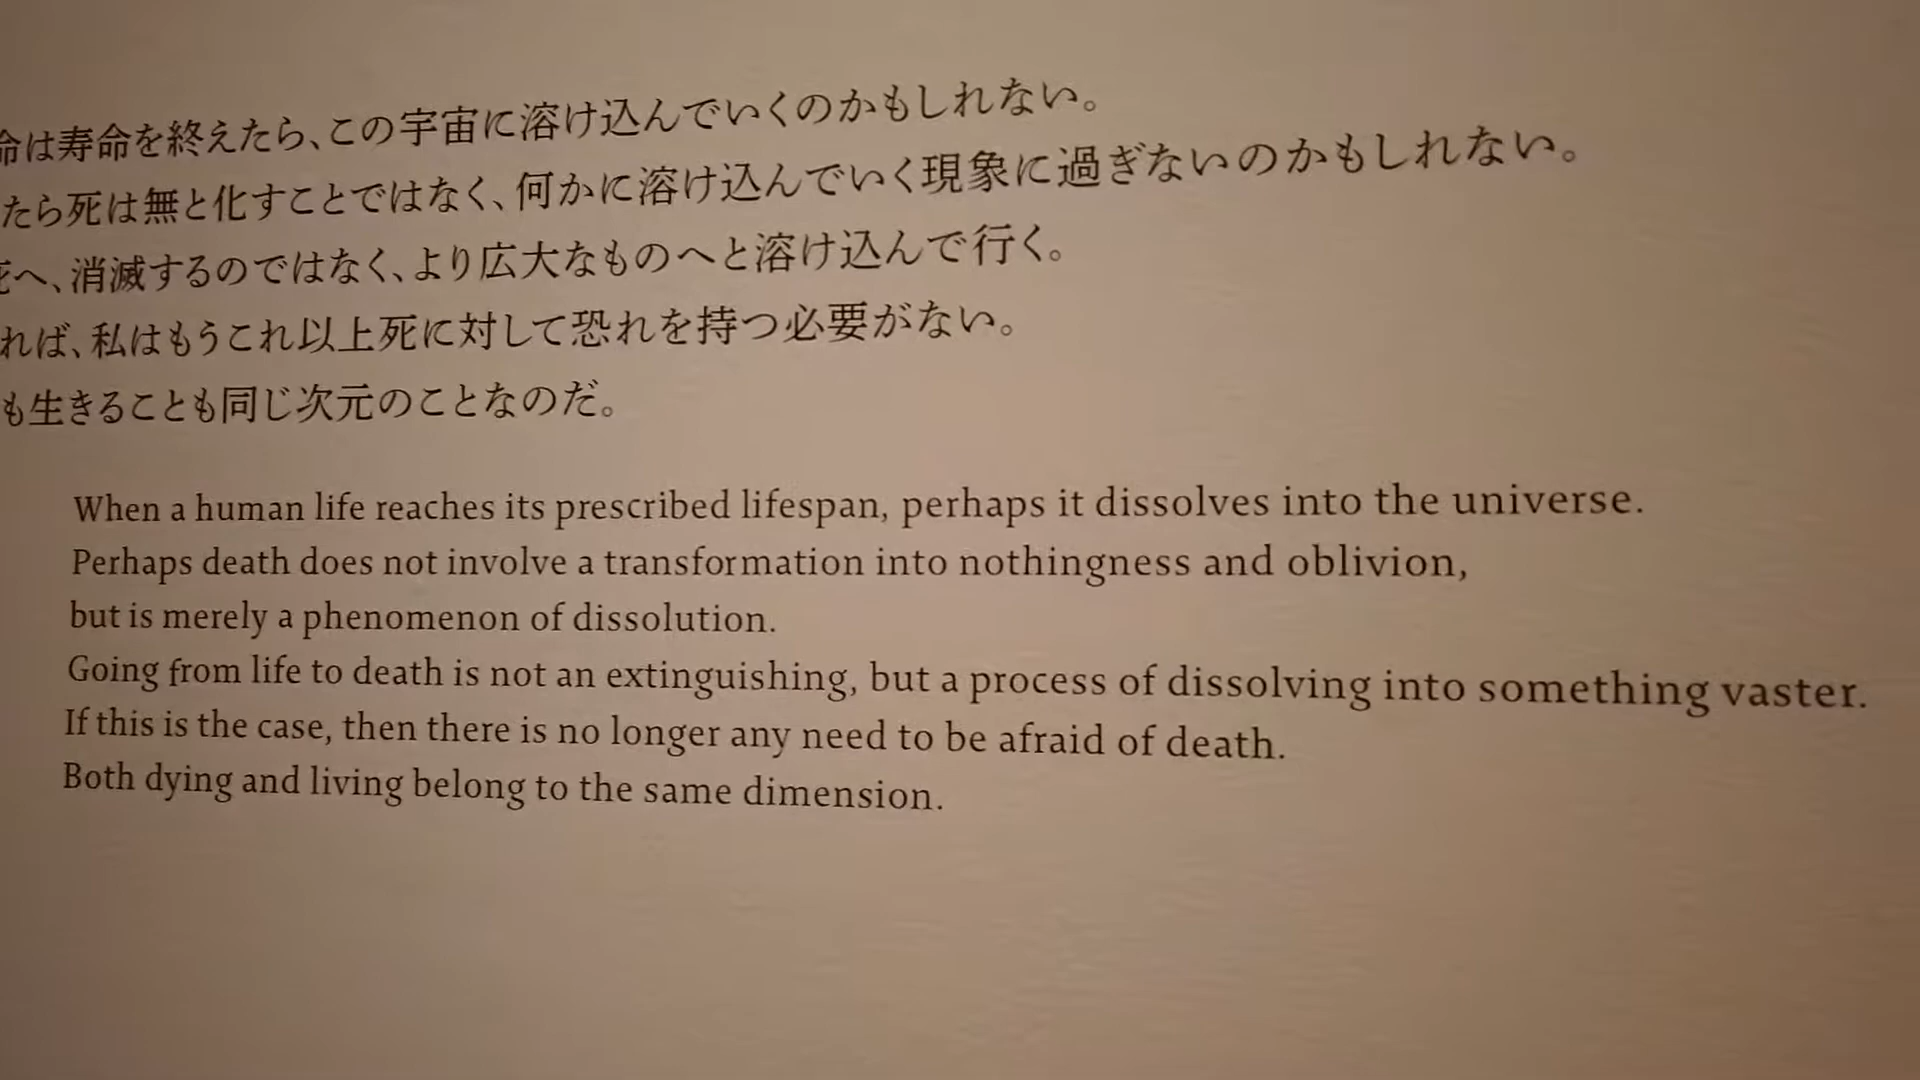 命は寿命を終えたら、この宇宙に溶け込んでいくのかもしれない。
たら死は無と化すことではなく、何かに溶け込んでいく現象に過ぎないのかもしれない。
死へ、消滅するのではなく、より広大なものへと溶け込んで行く。
れば、私はもうこれ以上死に対して恐れを持つ必要がない。
も生きることも同じ次元のことなのだ。
When a human life reaches its prescribed lifespan, perhaps it dissolves into the universe.
Perhaps death does not involve a transformation into nothingness and oblivion,
but is merely a phenomenon of dissolution.
Going from life to death is not an extinguishing, but a process of dissolving into something vaster.
If this is the case, then there is no longer any need to be afraid of death.
Both dying and living belong to the same dimension.